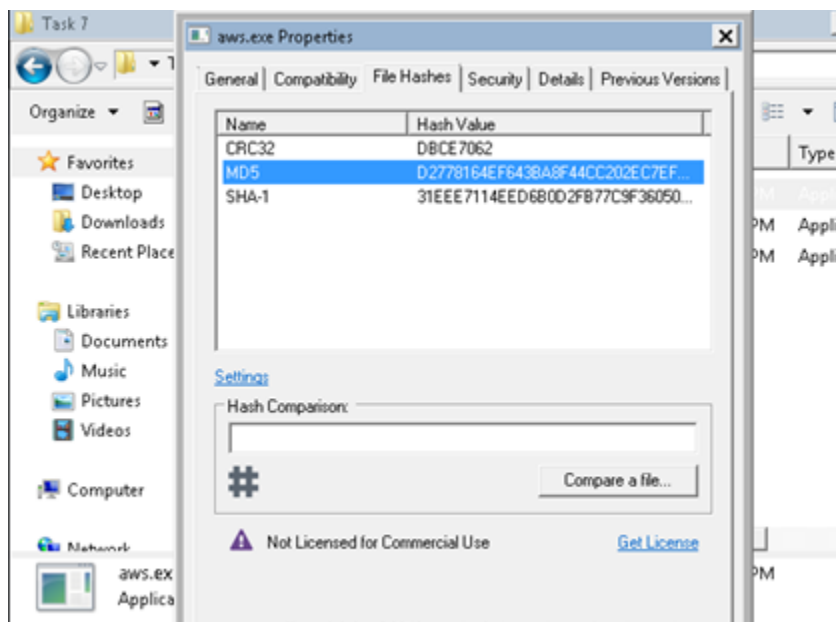 Task 7
aws.exe Properties
General
Compatibility
File Hashes
Security
Details
Previous Versions
Organize
Name Hash Value
CRC32 DBCE7062
MD5 D2778164EF643BA8F44CC202EC7EF...
SHA-1 31EEE7114EED6B0D2FB77C9F36050...
Type
Favorites
Desktop
Downloads
Recent Place
PM Appli
PM Appli
Libraries
Documents
Music
Pictures
Videos
Settings
Hash Comparison:
Compare a file...
Computer
Not Licensed for Commercial Use
Get License
Network
aws.ex
Applica
PM